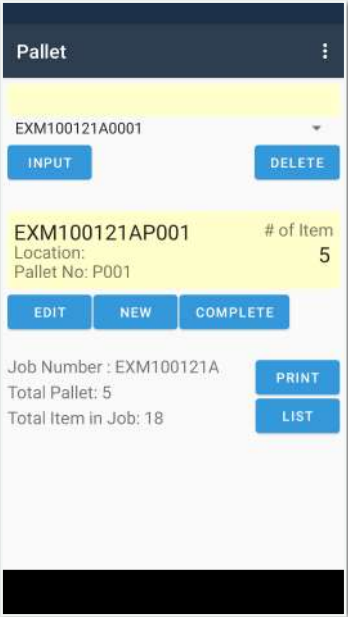 Pallet
EXM100121A0001
INPUT DELETE
EXM100121AP001 # of Item
Location: 5
Pallet No: P001
EDIT NEW COMPLETE
Job Number : EXM100121A
PRINT
Total Pallet: 5
Total Item in Job: 18 LIST